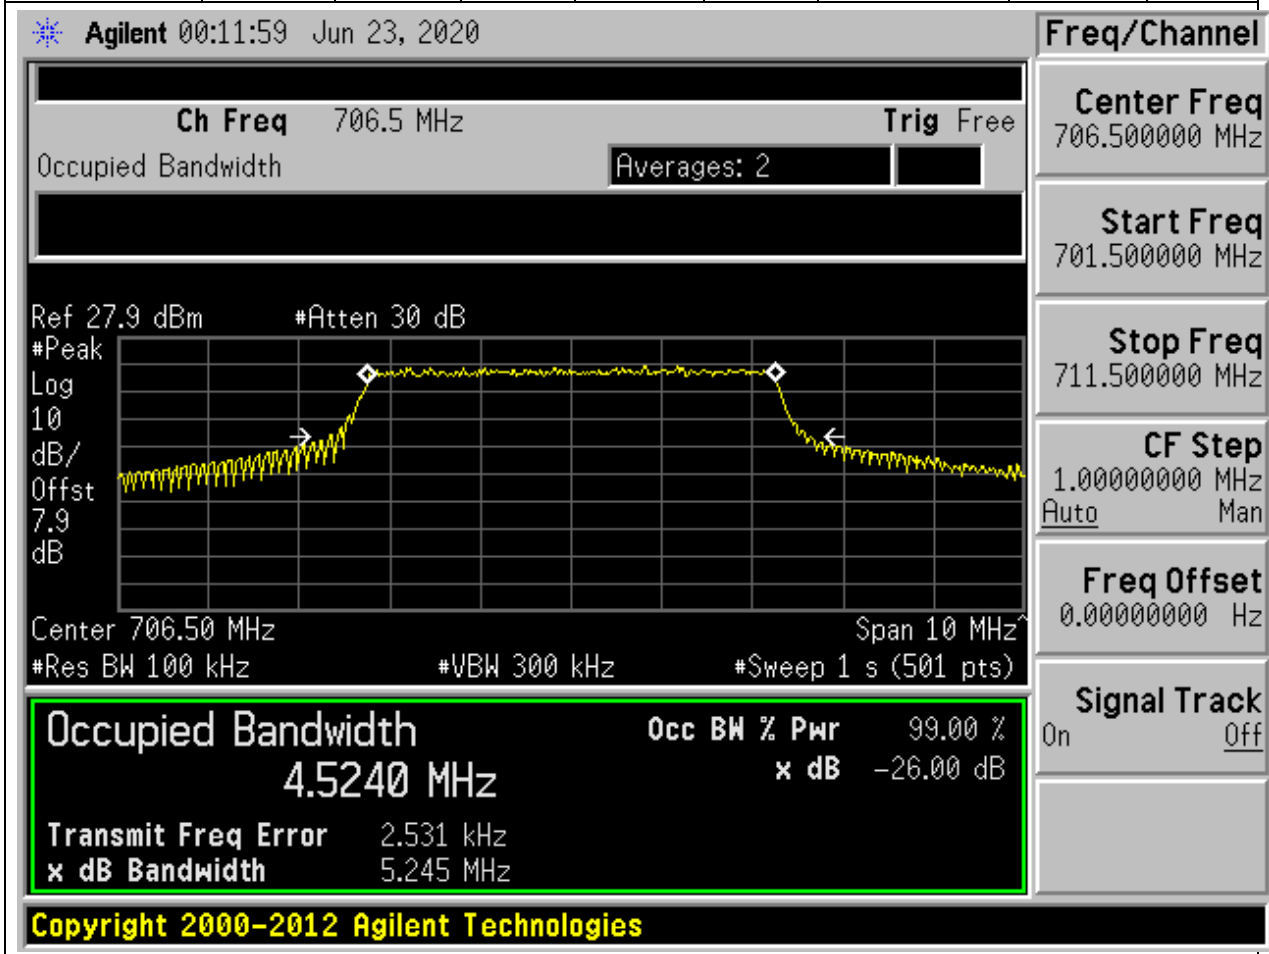 Agilent 00:11:59 Jun 23, 2020
Freq/Channel
Ch Freq 706.5 MHz Trig Free
Occupied Bandwidth Averages: 2
Ref 27.9 dBm #Atten 30 dB
#Peak
Log
10
dB/
Offst
7.9
dB
Center 706.50 MHz Span 10 MHz^
#Res BW 100 kHz #VBW 300 kHz #Sweep 1 s (501 pts)
Occupied Bandwidth Occ BW % Pwr 99.00 %
4.5240 MHz x dB -26.00 dB
Transmit Freq Error 2.531 kHz
x dB Bandwidth 5.245 MHz
Center Freq
706.500000 MHz
Start Freq
701.500000 MHz
Stop Freq
711.500000 MHz
CF Step
1.00000000 MHz
Auto Man
Freq Offset
0.00000000 Hz
Signal Track
On Off
Copyright 2000-2012 Agilent Technologies